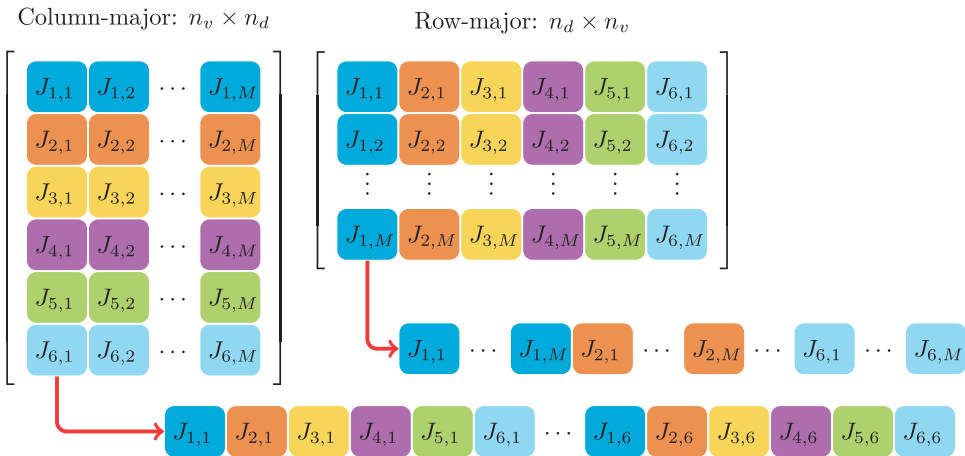 Column-major: n_v × n_d
J_{1,1} J_{1,2} ⋯ J_{1,M}
J_{2,1} J_{2,2} ⋯ J_{2,M}
J_{3,1} J_{3,2} ⋯ J_{3,M}
J_{4,1} J_{4,2} ⋯ J_{4,M}
J_{5,1} J_{5,2} ⋯ J_{5,M}
J_{6,1} J_{6,2} ⋯ J_{6,M}
Row-major: n_d × n_v
J_{1,1} J_{2,1} J_{3,1} J_{4,1} J_{5,1} J_{6,1}
J_{1,2} J_{2,2} J_{3,2} J_{4,2} J_{5,2} J_{6,2}
⋮ ⋮ ⋮ ⋮ ⋮ ⋮
J_{1,M} J_{2,M} J_{3,M} J_{4,M} J_{5,M} J_{6,M}
J_{1,1} ⋯ J_{1,M} J_{2,1} ⋯ J_{2,M} ⋯ J_{6,1} ⋯ J_{6,M}
J_{1,1} J_{2,1} J_{3,1} J_{4,1} J_{5,1} J_{6,1} ⋯ J_{1,6} J_{2,6} J_{3,6} J_{4,6} J_{5,6} J_{6,6}